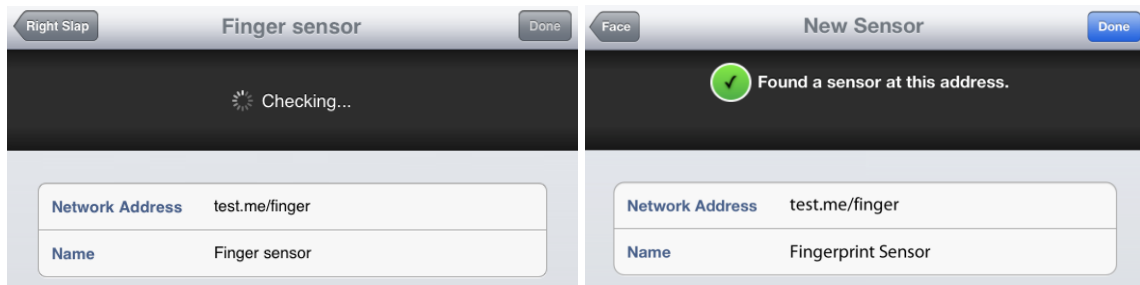 Right Slap Finger sensor Done
Checking...
Network Address test.me/finger
Name Finger sensor
Face New Sensor Done
Found a sensor at this address.
Network Address test.me/finger
Name Fingerprint Sensor